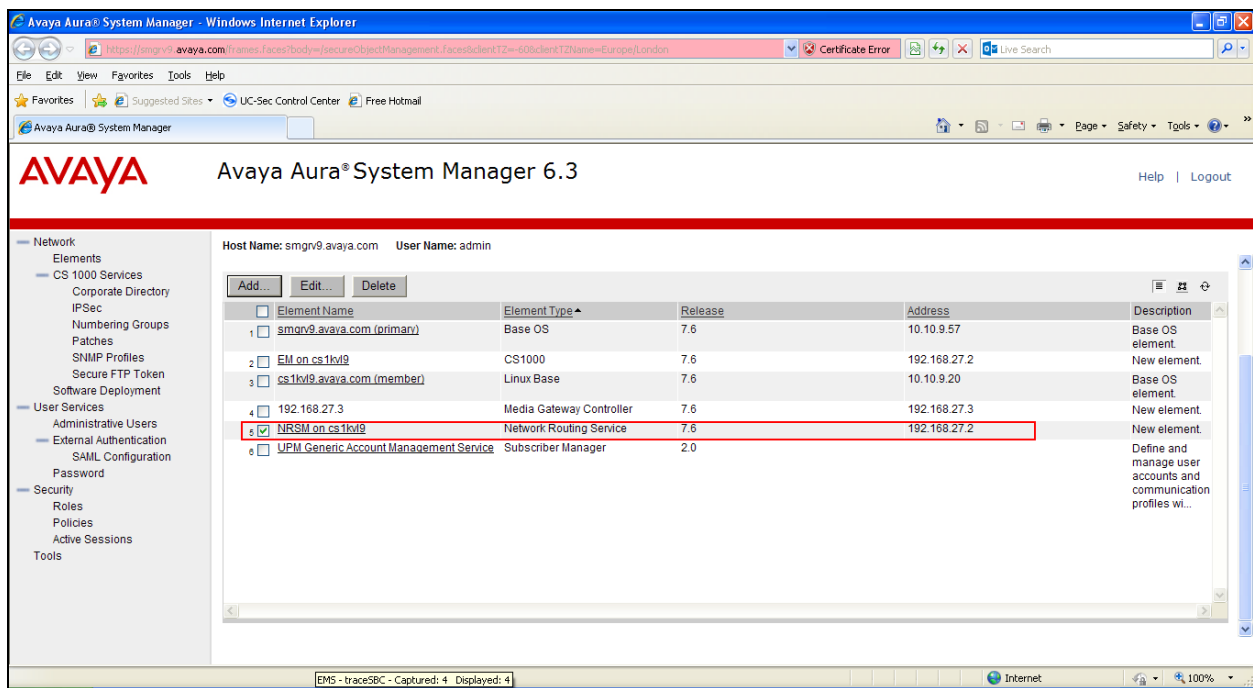 Avaya Aura® System Manager - Windows Internet Explorer
https://smgrv9.avaya.com/frames.faces?body=/secureObjectManagement.faces&clientTZ=-60&clientTZName=Europe/London
Certificate Error
Live Search
File Edit View Favorites Tools Help
Favorites Suggested Sites UC-Sec Control Center Free Hotmail
Avaya Aura® System Manager
Page Safety Tools
AVAYA
Avaya Aura® System Manager 6.3
Help | Logout
Network
Elements
CS 1000 Services
Corporate Directory
IPSec
Numbering Groups
Patches
SNMP Profiles
Secure FTP Token
Software Deployment
User Services
Administrative Users
External Authentication
SAML Configuration
Password
Security
Roles
Policies
Active Sessions
Tools
Host Name: smgrv9.avaya.com User Name: admin
Add... Edit... Delete
Element Name Element Type Release Address Description
1 smgrv9.avaya.com (primary) Base OS 7.6 10.10.9.57 Base OS
element.
2 EM on cs1kvl9 CS1000 7.6 192.168.27.2 New element.
3 cs1kvl9.avaya.com (member) Linux Base 7.6 10.10.9.20 Base OS
element.
4 192.168.27.3 Media Gateway Controller 7.6 192.168.27.3 New element.
5 NRSM on cs1kvl9 Network Routing Service 7.6 192.168.27.2 New element.
6 UPM Generic Account Management Service Subscriber Manager 2.0 Define and
manage user
accounts and
communication
profiles wi...
EMS - traceSBC - Captured: 4 Displayed: 4
Internet
100%